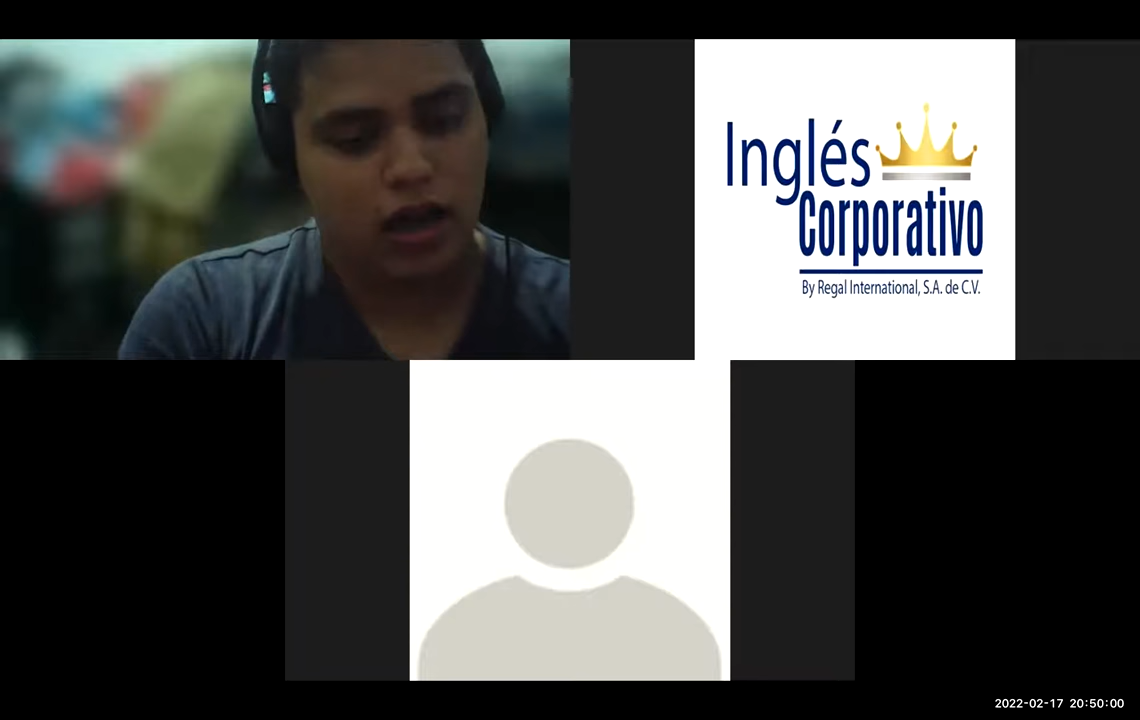 Inglés
Corporativo
By Regal International, S.A. de C.V.
2022-02-17 20:50:00